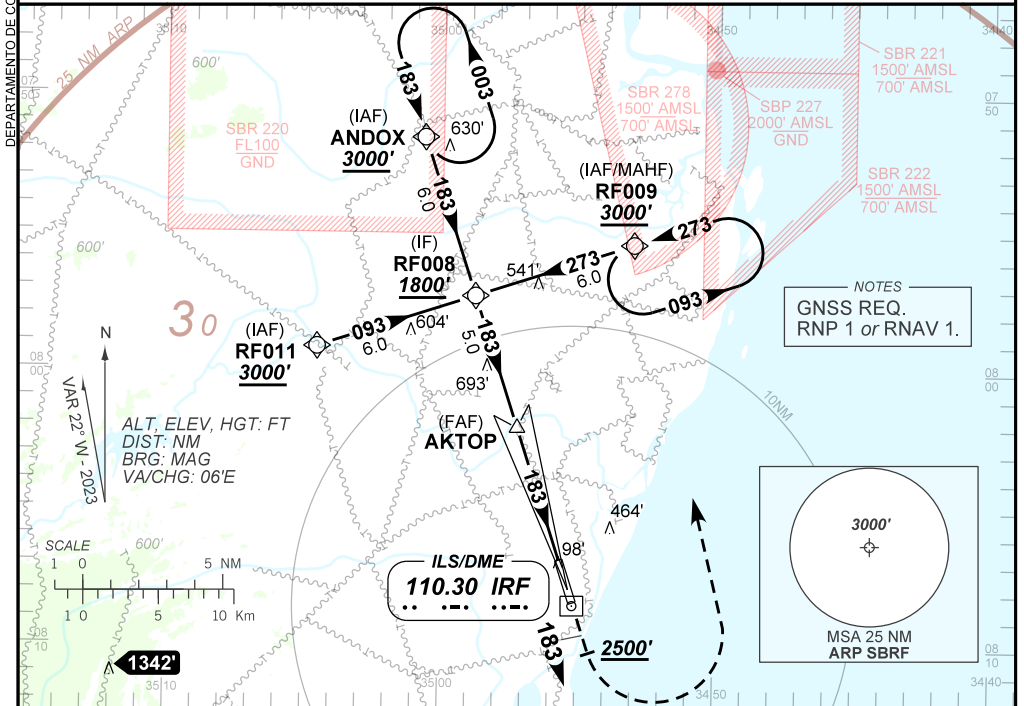 DEPARTAMENTO DE CO
25 NM ARP
35 10
35 00
34 50
34 40
600'
07
50
SBR 221
1500' AMSL
700' AMSL
SBR 278
1500' AMSL
700' AMSL
SBP 227
2000' AMSL
GND
SBR 220
FL100
GND
SBR 222
1500' AMSL
700' AMSL
183
003
(IAF)
ANDOX
3000'
630'
183
6.0
(IAF/MAHF)
RF009
3000'
273
093
273
6.0
541'
600'
(IF)
RF008
1800'
30
(IAF)
RF011
3000'
093
6.0
604'
183
5.0
693'
NOTES
GNSS REQ.
RNP 1 or RNAV 1.
08
00
08
00
10NM
N
VAR 22° W - 2023
ALT, ELEV, HGT: FT
DIST: NM
BRG: MAG
VA/CHG: 06'E
(FAF)
AKTOP
183
464'
98'
600'
SCALE
1 0 5 NM
1 0 5 10 Km
ILS/DME
110.30 IRF
183
2500'
3000'
MSA 25 NM
ARP SBRF
1342'
08
10
08
10
35 10
35 00
34 50
34 40